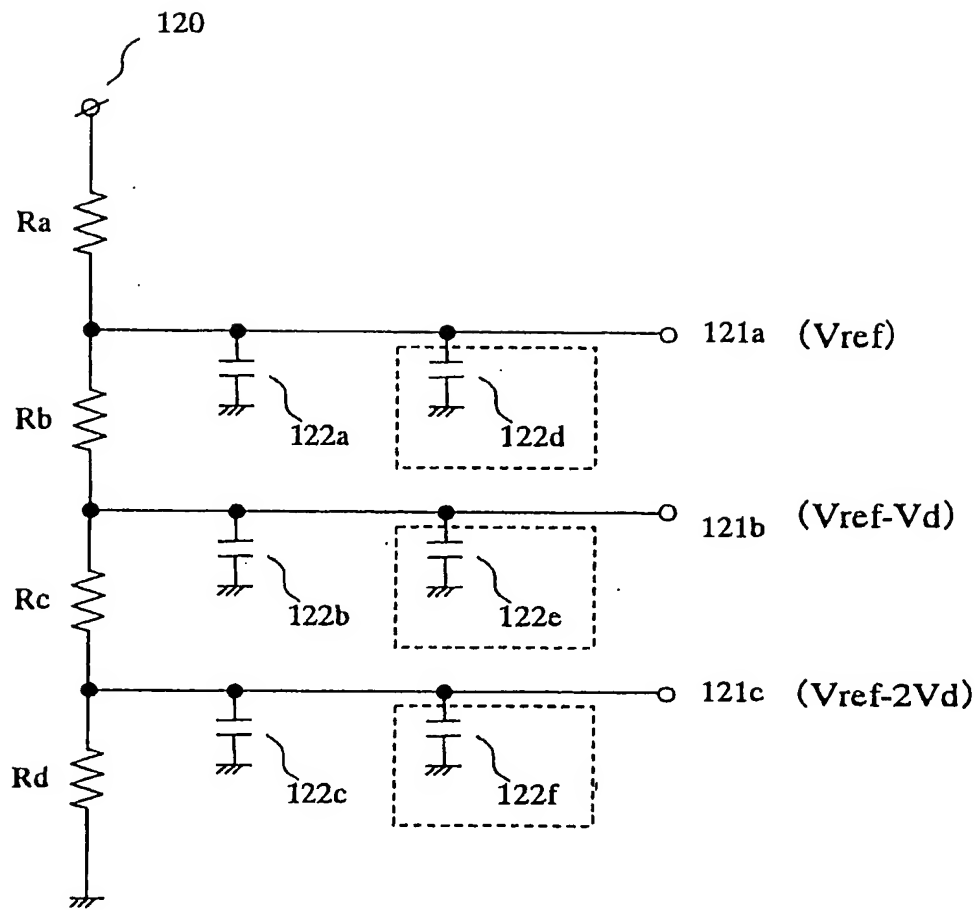 120
Ra
121a (Vref)
Rb
122a
122d
121b (Vref-Vd)
Rc
122b
122e
121c (Vref-2Vd)
Rd
122c
122f